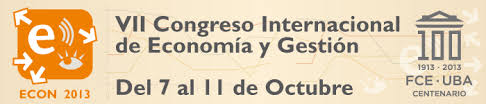 e
ECON 2013
VII Congreso Internacional
de Economía y Gestión
Del 7 al 11 de Octubre
100
1913 · 2013
FCE · UBA
CENTENARIO